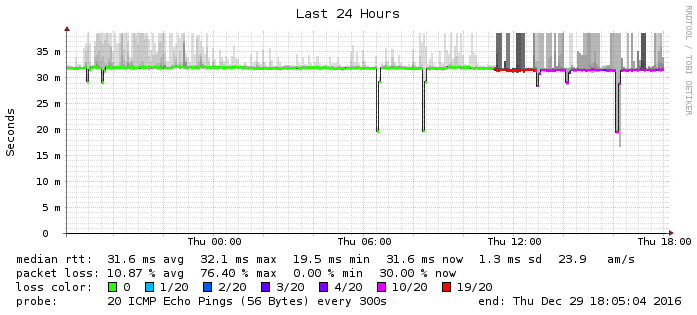 Last 24 Hours
RRDTOOL / TOBI OETIKER
Seconds
35 m
30 m
25 m
20 m
15 m
10 m
5 m
0
Thu 00:00 Thu 06:00 Thu 12:00 Thu 18:00
median rtt: 31.6 ms avg 32.1 ms max 19.5 ms min 31.6 ms now 1.3 ms sd 23.9 am/s
packet loss: 10.87 % avg 76.40 % max 0.00 % min 30.00 % now
loss color: 0 1/20 2/20 3/20 4/20 10/20 19/20
probe: 20 ICMP Echo Pings (56 Bytes) every 300s end: Thu Dec 29 18:05:04 2016